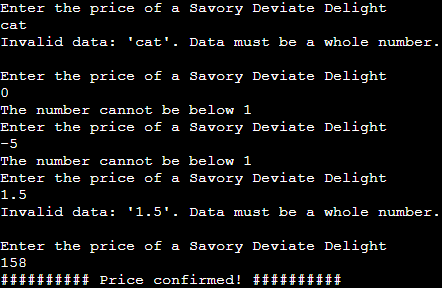 Enter the price of a Savory Deviate Delight
cat
Invalid data: 'cat'. Data must be a whole number.
Enter the price of a Savory Deviate Delight
0
The number cannot be below 1
Enter the price of a Savory Deviate Delight
-5
The number cannot be below 1
Enter the price of a Savory Deviate Delight
1.5
Invalid data: '1.5'. Data must be a whole number.
Enter the price of a Savory Deviate Delight
158
########## Price confirmed! ##########